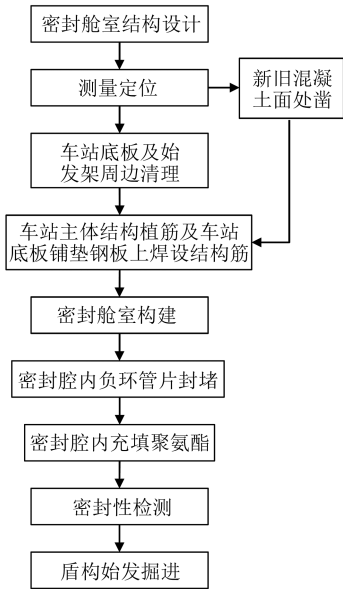 密封舱室结构设计
测量定位
新旧混凝
土面处凿
车站底板及始
发架周边清理
车站主体结构植筋及车站
底板铺垫钢板上焊设结构筋
密封舱室构建
密封腔内负环管片封堵
密封腔内充填聚氨酯
密封性检测
盾构始发掘进